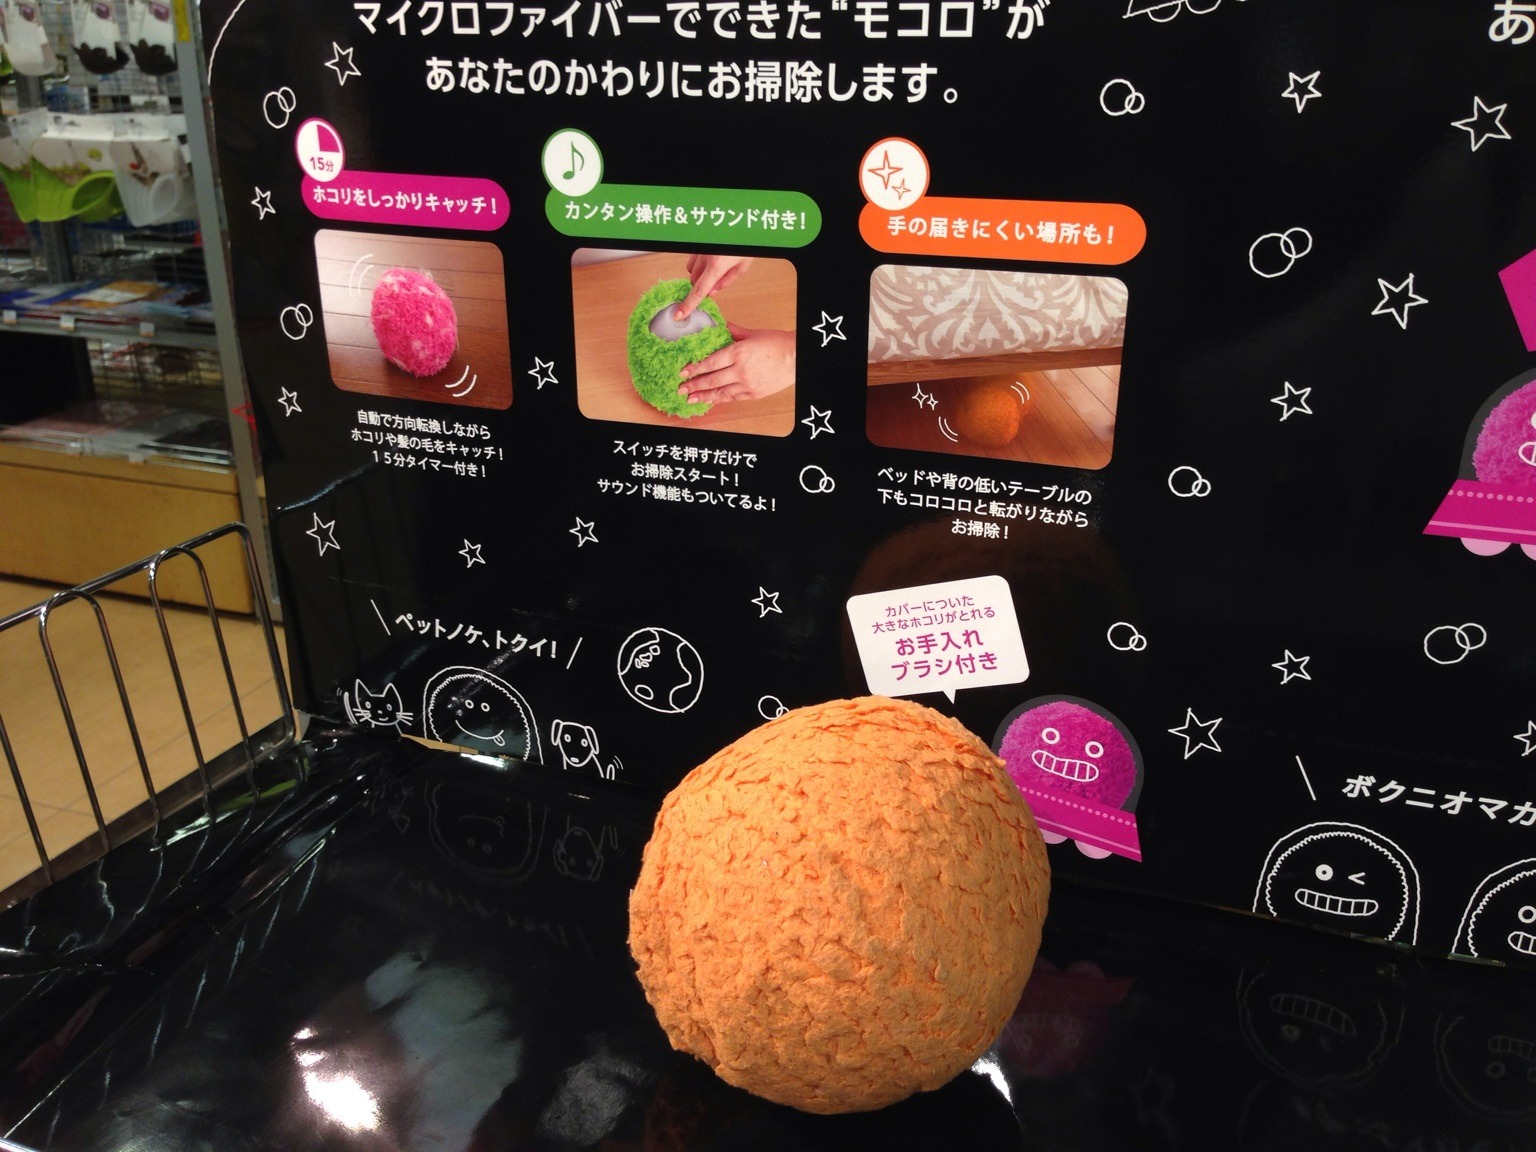 マイクロファイバーでできた“モコロ”が
あなたのかわりにお掃除します。
あ
15分
ホコリをしっかりキャッチ！
カンタン操作＆サウンド付き！
手の届きにくい場所も！
自動で方向転換しながら
ホコリや髪の毛をキャッチ！
15分タイマー付き！
スイッチを押すだけで
お掃除スタート！
サウンド機能もついてるよ！
ベッドや背の低いテーブルの
下もコロコロと転がりながら
お掃除！
ペットノケ、トクイ！
カバーについた
大きなホコリがとれる
お手入れ
ブラシ付き
ボクニオマカ